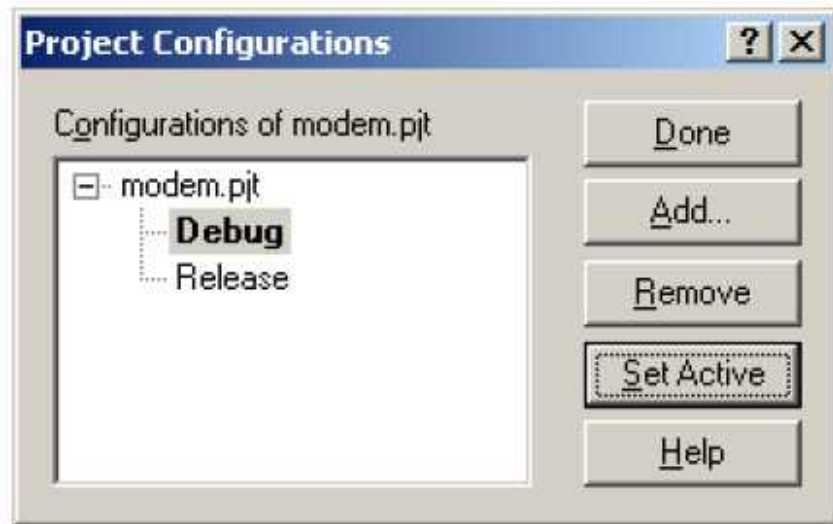 Project Configurations
Configurations of modem.pjt
modem.pjt
Debug
Release
Done
Add...
Remove
Set Active
Help